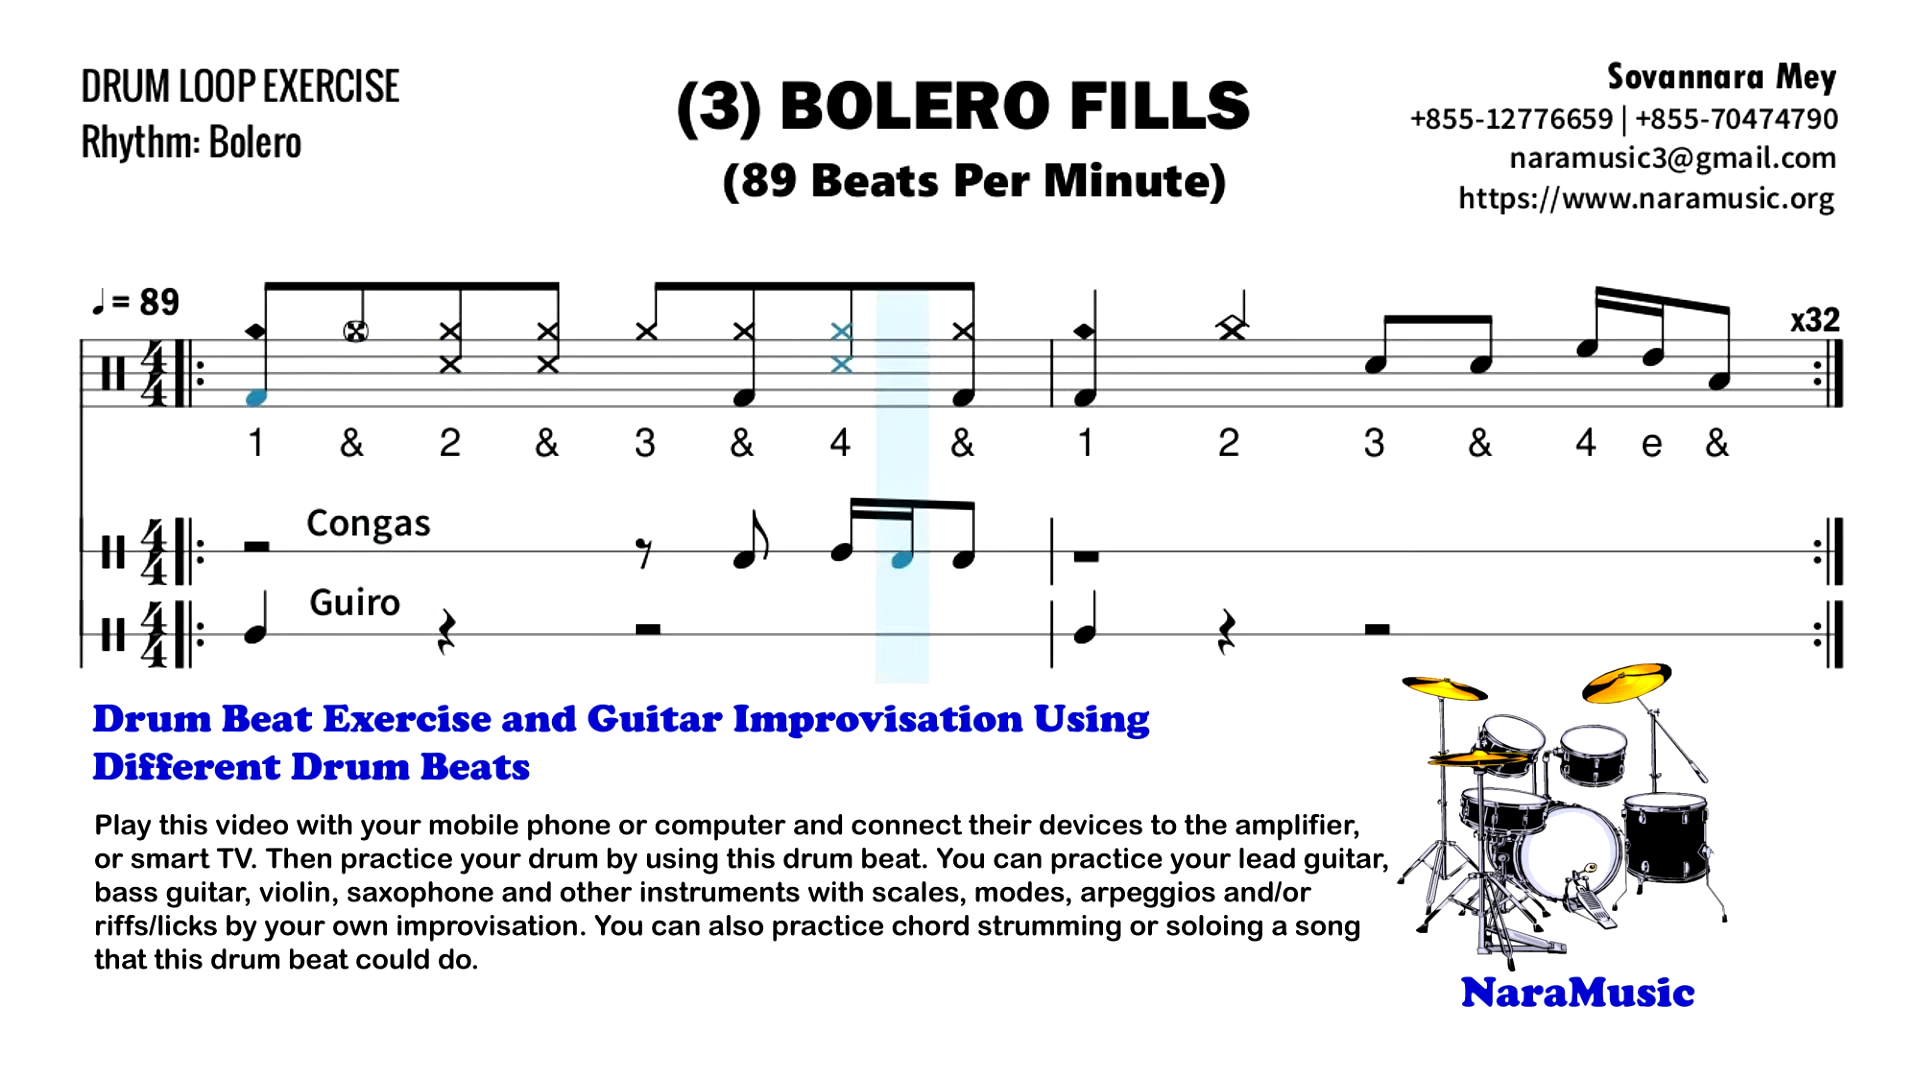 DRUM LOOP EXERCISE
Rhythm: Bolero
(3) BOLERO FILLS
(89 Beats Per Minute)
Sovannara Mey
+855-12776659 | +855-70474790
naramusic3@gmail.com
https://www.naramusic.org
♩ = 89
x32
4/4
1 & 2 & 3 & 4 & 1 2 3 & 4 e &
Congas
4/4
Guiro
4/4
Drum Beat Exercise and Guitar Improvisation Using
Different Drum Beats
Play this video with your mobile phone or computer and connect their devices to the amplifier,
or smart TV. Then practice your drum by using this drum beat. You can practice your lead guitar,
bass guitar, violin, saxophone and other instruments with scales, modes, arpeggios and/or
riffs/licks by your own improvisation. You can also practice chord strumming or soloing a song
that this drum beat could do.
NaraMusic